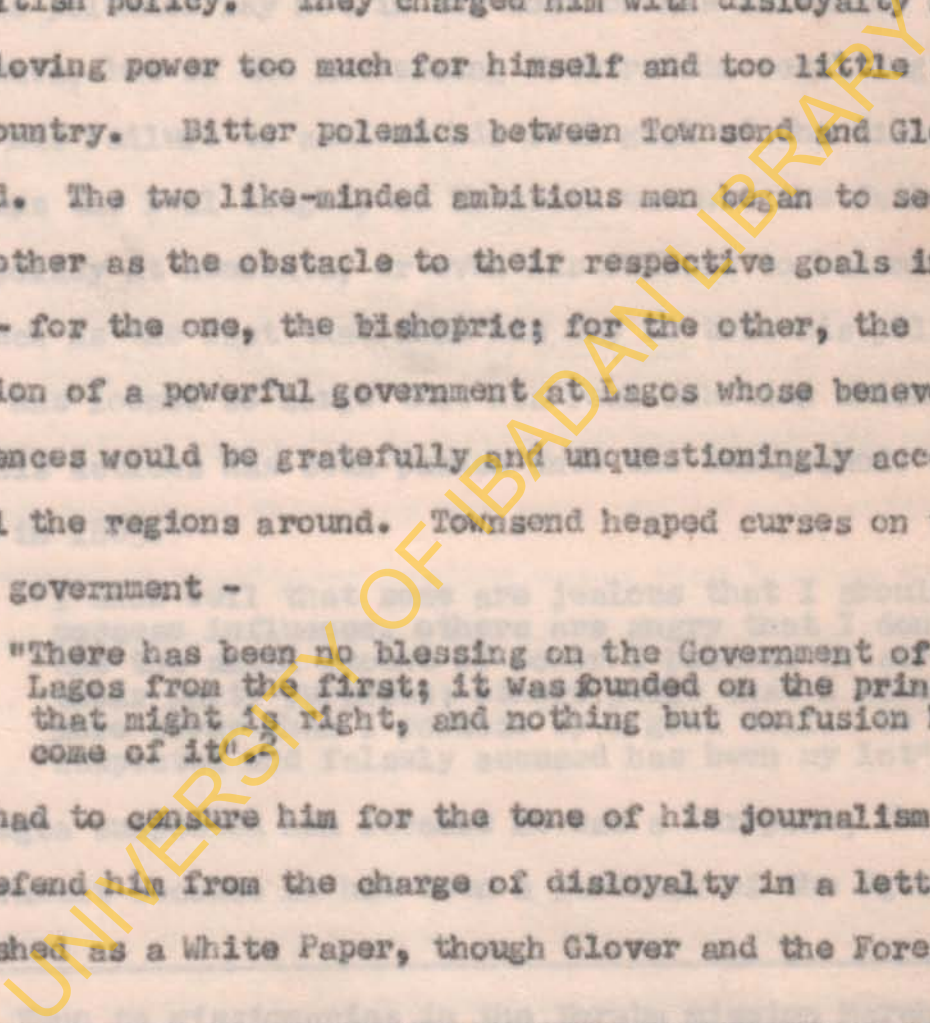 itish policy. They charged him with disloyalty
loving power too much for himself and too little
ountry. Bitter polemics between Townsend and Glo
d. The two like-minded ambitious men began to se
other as the obstacle to their respective goals i
- for the one, the bishopric; for the other, the
ion of a powerful government at Lagos whose benev
ences would be gratefully and unquestioningly acc
l the regions around. Townsend heaped curses on
government -
"There has been no blessing on the Government of
Lagos from the first; it was founded on the prin
that might is right, and nothing but confusion
come of it".2
had to censure him for the tone of his journalism
efend him from the charge of disloyalty in a lett
shed as a White Paper, though Glover and the Fore
UNIVERSITY OF IBADAN LIBRARY